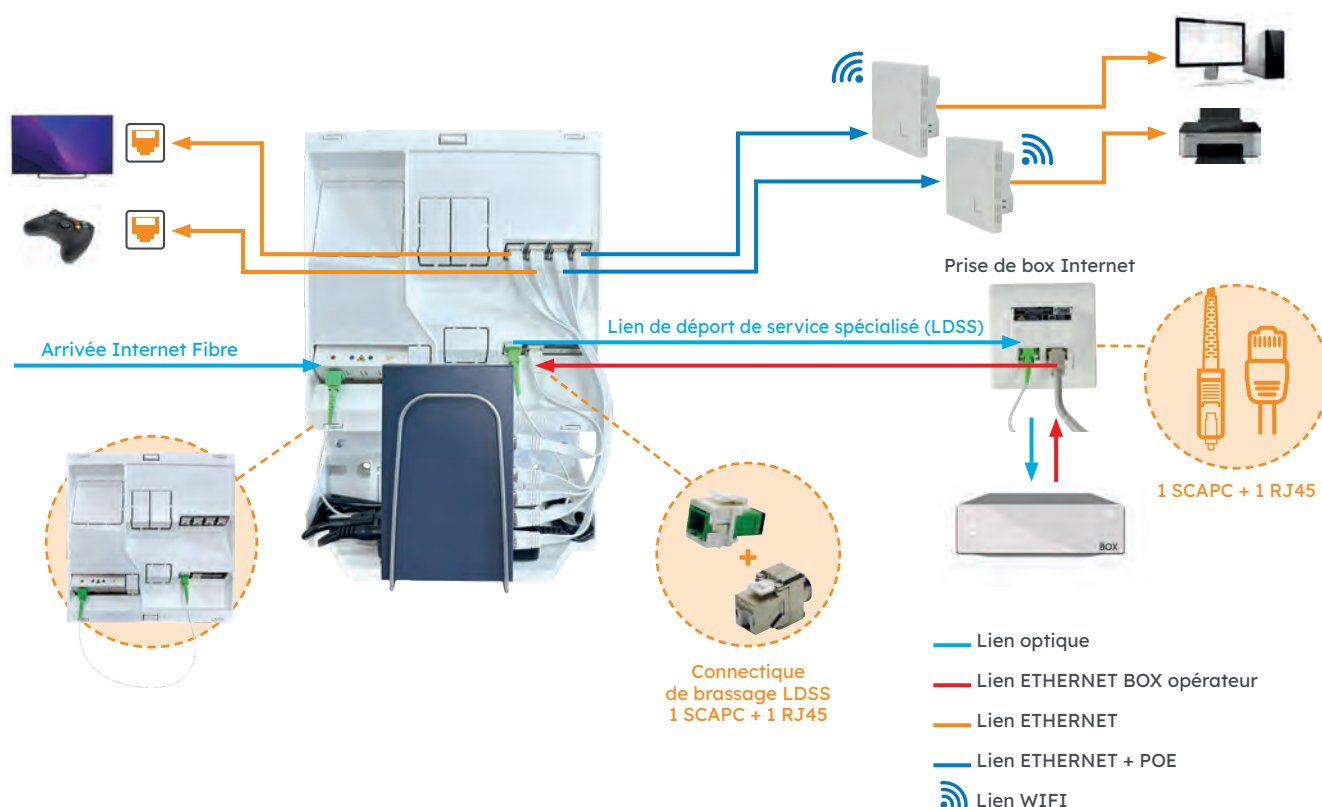 Prise de box Internet
Lien de départ de service spécialisé (LDSS)
Arrivée Internet Fibre
1 SCAPC + 1 RJ45
BOX
Connectique
de brassage LDSS
1 SCAPC + 1 RJ45
Lien optique
Lien ETHERNET BOX opérateur
Lien ETHERNET
Lien ETHERNET + POE
Lien WIFI